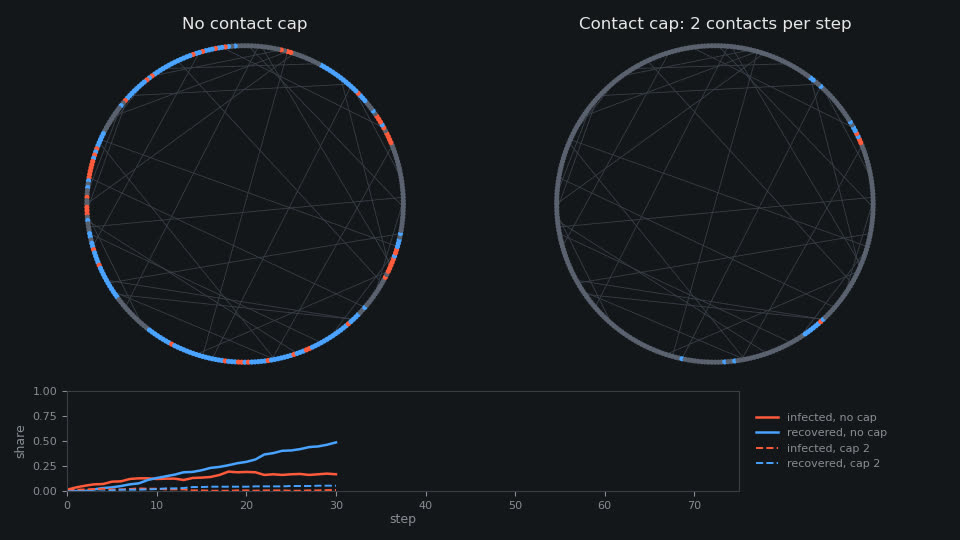 No contact cap
Contact cap: 2 contacts per step
1.00
0.75
0.50
0.25
0.00
share
0 10 20 30 40 50 60 70
step
infected, no cap
recovered, no cap
infected, cap 2
recovered, cap 2